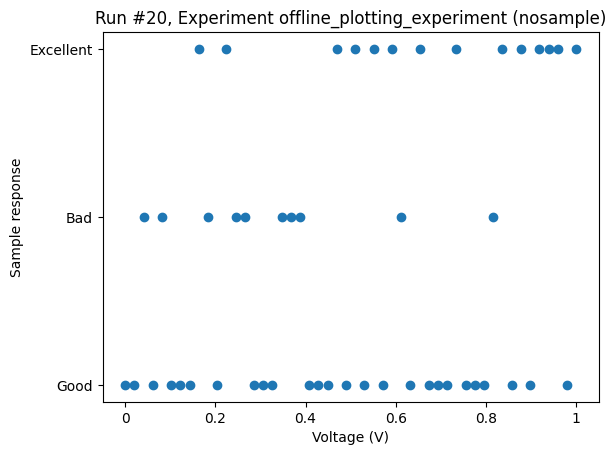 Run #20, Experiment offline_plotting_experiment (nosample)
Excellent
Bad
Good
Sample response
0
0.2
0.4
0.6
0.8
1
Voltage (V)